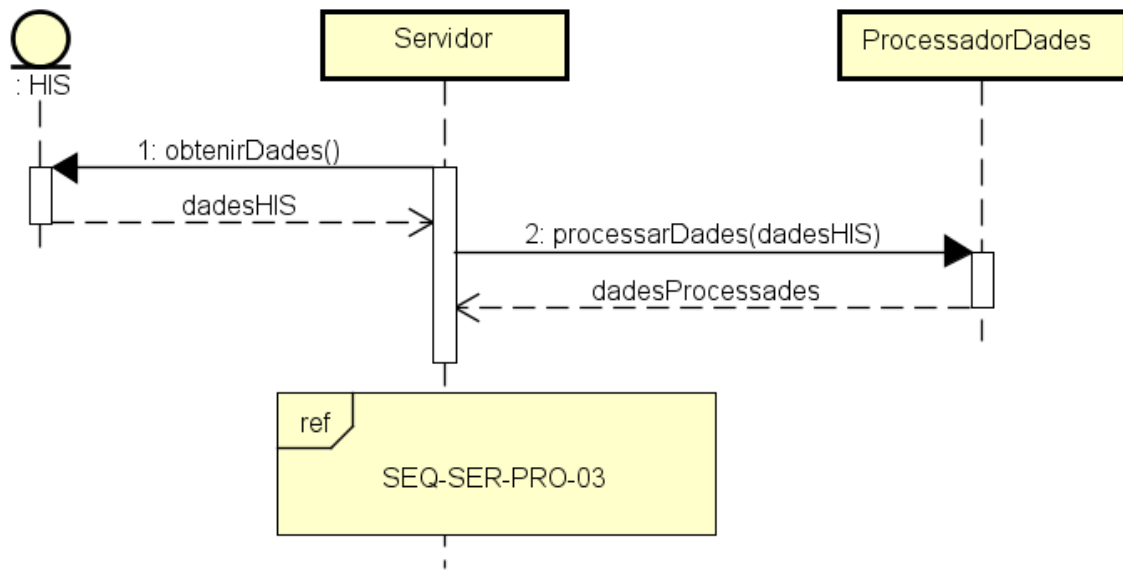 : HIS
Servidor
ProcessadorDades
1: obtenirDades()
dadesHIS
2: processarDades(dadesHIS)
dadesProcessades
ref
SEQ-SER-PRO-03